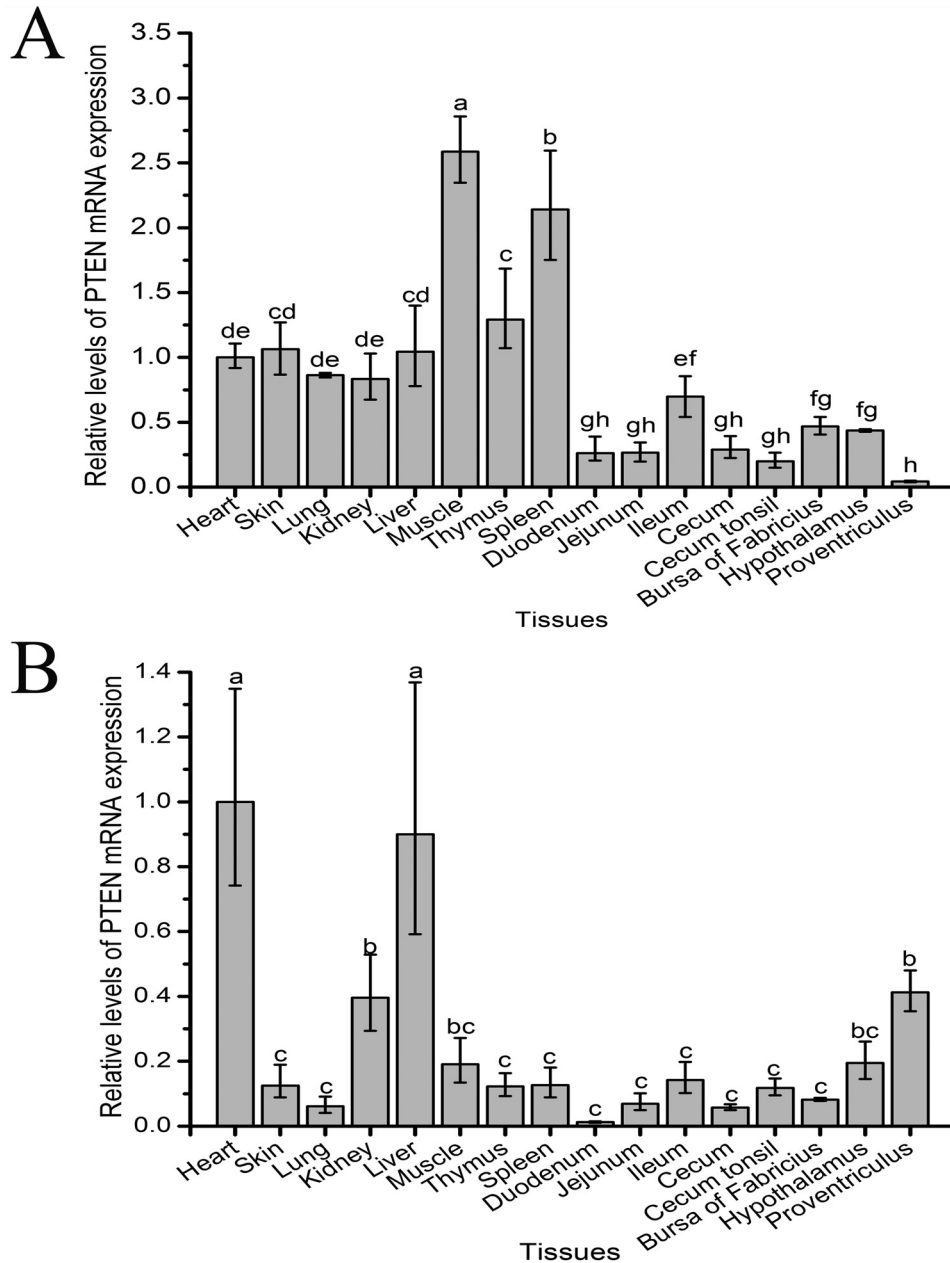 A
Relative levels of PTEN mRNA expression
3.5
3.0
2.5
2.0
1.5
1.0
0.5
0.0
de
cd
de
de
cd
a
c
b
gh
gh
ef
gh
gh
fg
fg
h
Heart
Skin
Lung
Kidney
Liver
Muscle
Thymus
Spleen
Duodenum
Jejunum
Ileum
Cecum
Cecum tonsil
Bursa of Fabricius
Hypothalamus
Proventriculus
Tissues
B
Relative levels of PTEN mRNA expression
1.4
1.2
1.0
0.8
0.6
0.4
0.2
0.0
a
c
c
b
a
bc
c
c
c
c
c
c
c
c
bc
b
Heart
Skin
Lung
Kidney
Liver
Muscle
Thymus
Spleen
Duodenum
Jejunum
Ileum
Cecum
Cecum tonsil
Bursa of Fabricius
Hypothalamus
Proventriculus
Tissues